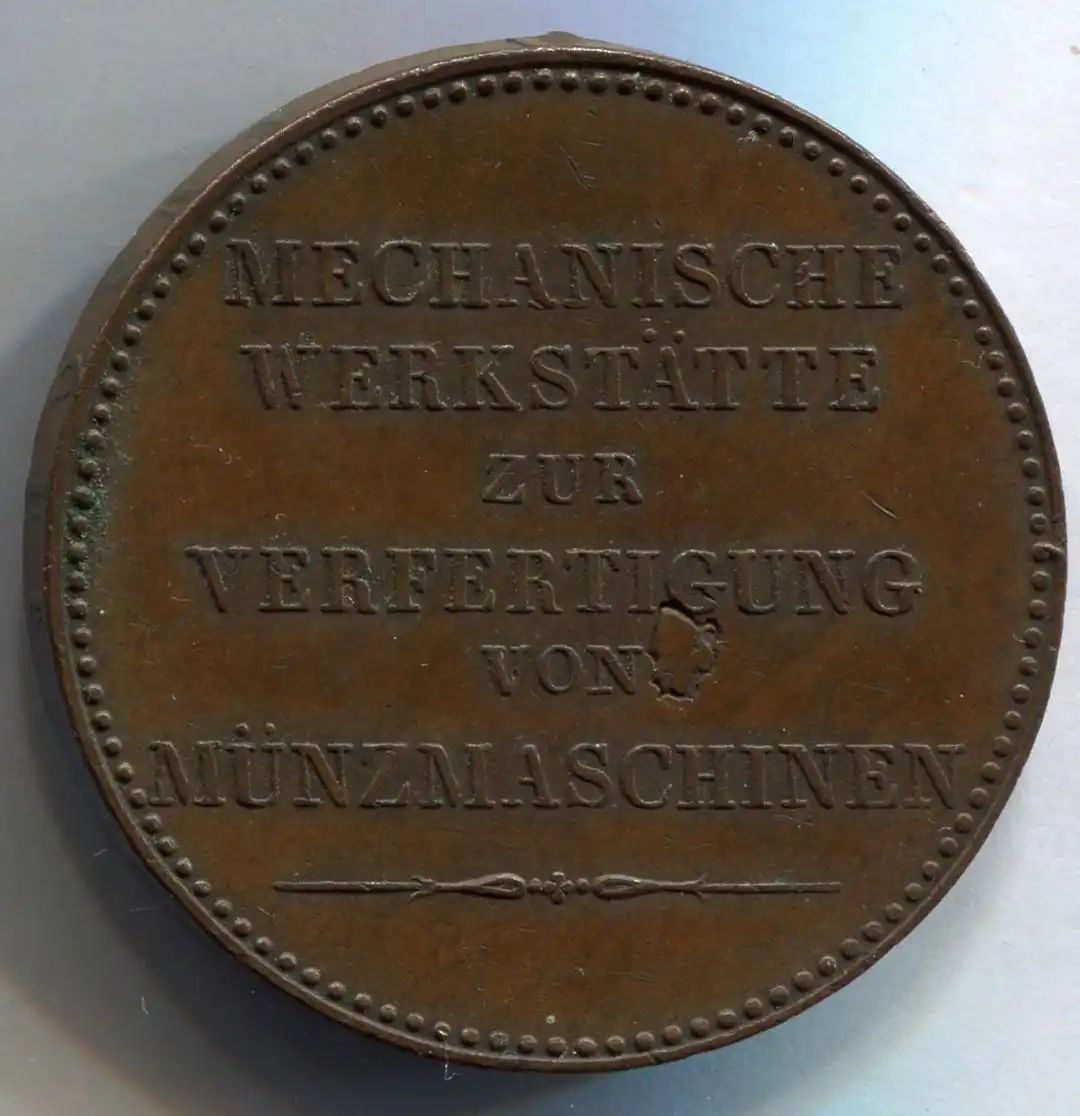 MECHANISCHE
WERKSTÄTTE
ZUR
VERFERTIGUNG
VON
MÜNZMASCHINEN